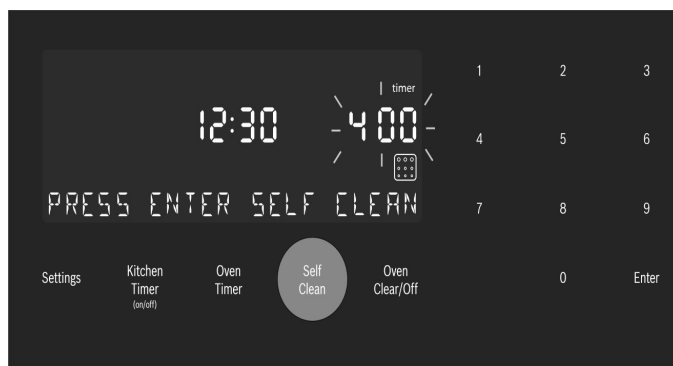 timer
12:30
4 00
PRESS ENTER SELF CLEAN
Settings
Kitchen
Timer
(on/off)
Oven
Timer
Self
Clean
Oven
Clear/Off
1 2 3
4 5 6
7 8 9
0 Enter